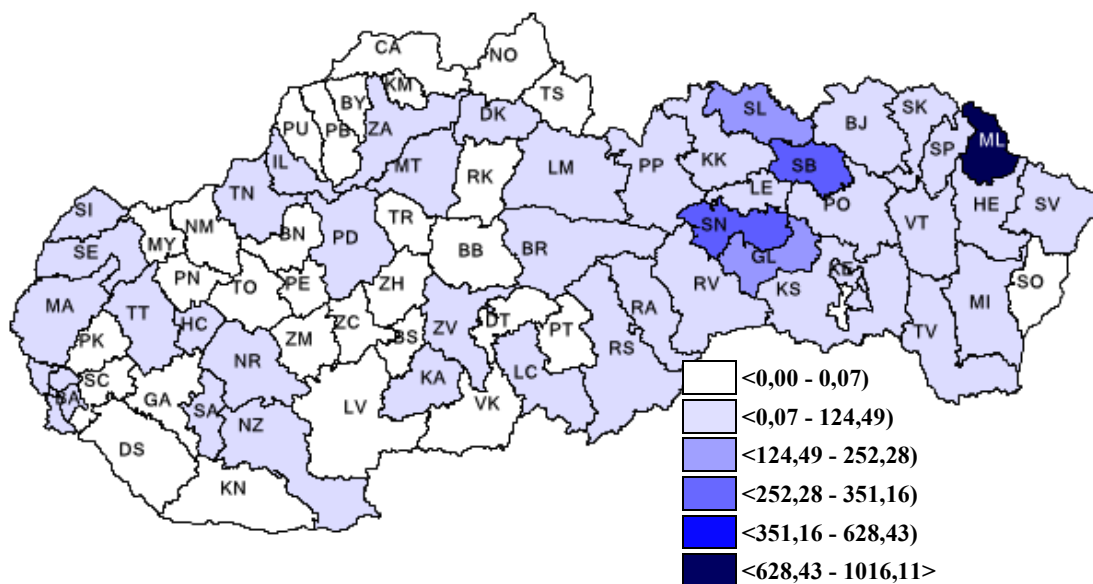 CA
NO
KM
TS
BY
PU
PB
ZA
DK
SL
BJ
SK
ML
SP
IL
MT
RK
LM
PP
KK
SB
LE
PO
TN
SI
TR
SN
VT
HE
SV
MY
NM
BN
PD
BB
BR
GL
SE
PN
TO
PE
ZH
RV
KS
KE
MI
SO
MA
TT
HC
ZM
ZC
BS
ZV
DT
PT
RA
RS
TV
PK
SC
NR
KA
LC
BA
GA
SA
NZ
LV
VK
DS
KN
<0,00 - 0,07)
<0,07 - 124,49)
<124,49 - 252,28)
<252,28 - 351,16)
<351,16 - 628,43)
<628,43 - 1016,11>